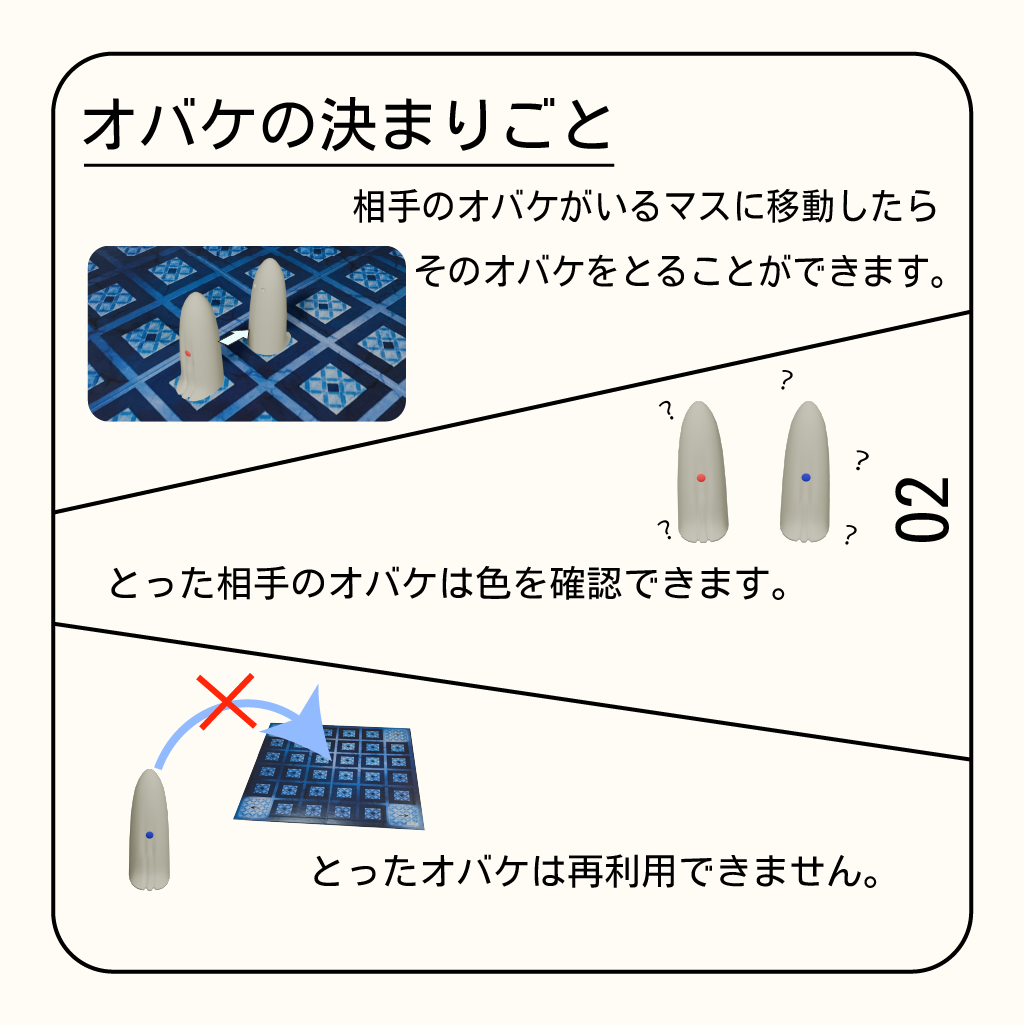 オバケの決まりごと
相手のオバケがいるマスに移動したら
そのオバケをとることができます。
?
?
?
?
?
02
とった相手のオバケは色を確認できます。
とったオバケは再利用できません。